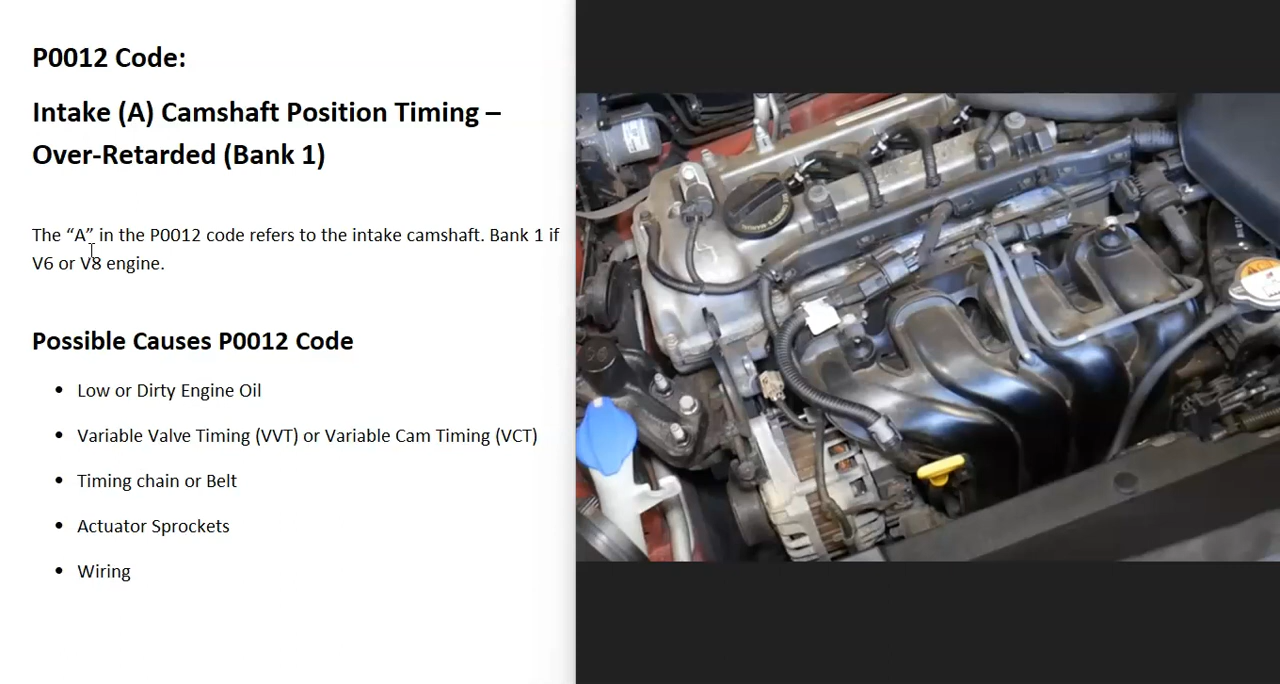 P0012 Code:
Intake (A) Camshaft Position Timing –
Over-Retarded (Bank 1)
The “A” in the P0012 code refers to the intake camshaft. Bank 1 if
V6 or V8 engine.
Possible Causes P0012 Code
• Low or Dirty Engine Oil
• Variable Valve Timing (VVT) or Variable Cam Timing (VCT)
• Timing chain or Belt
• Actuator Sprockets
• Wiring